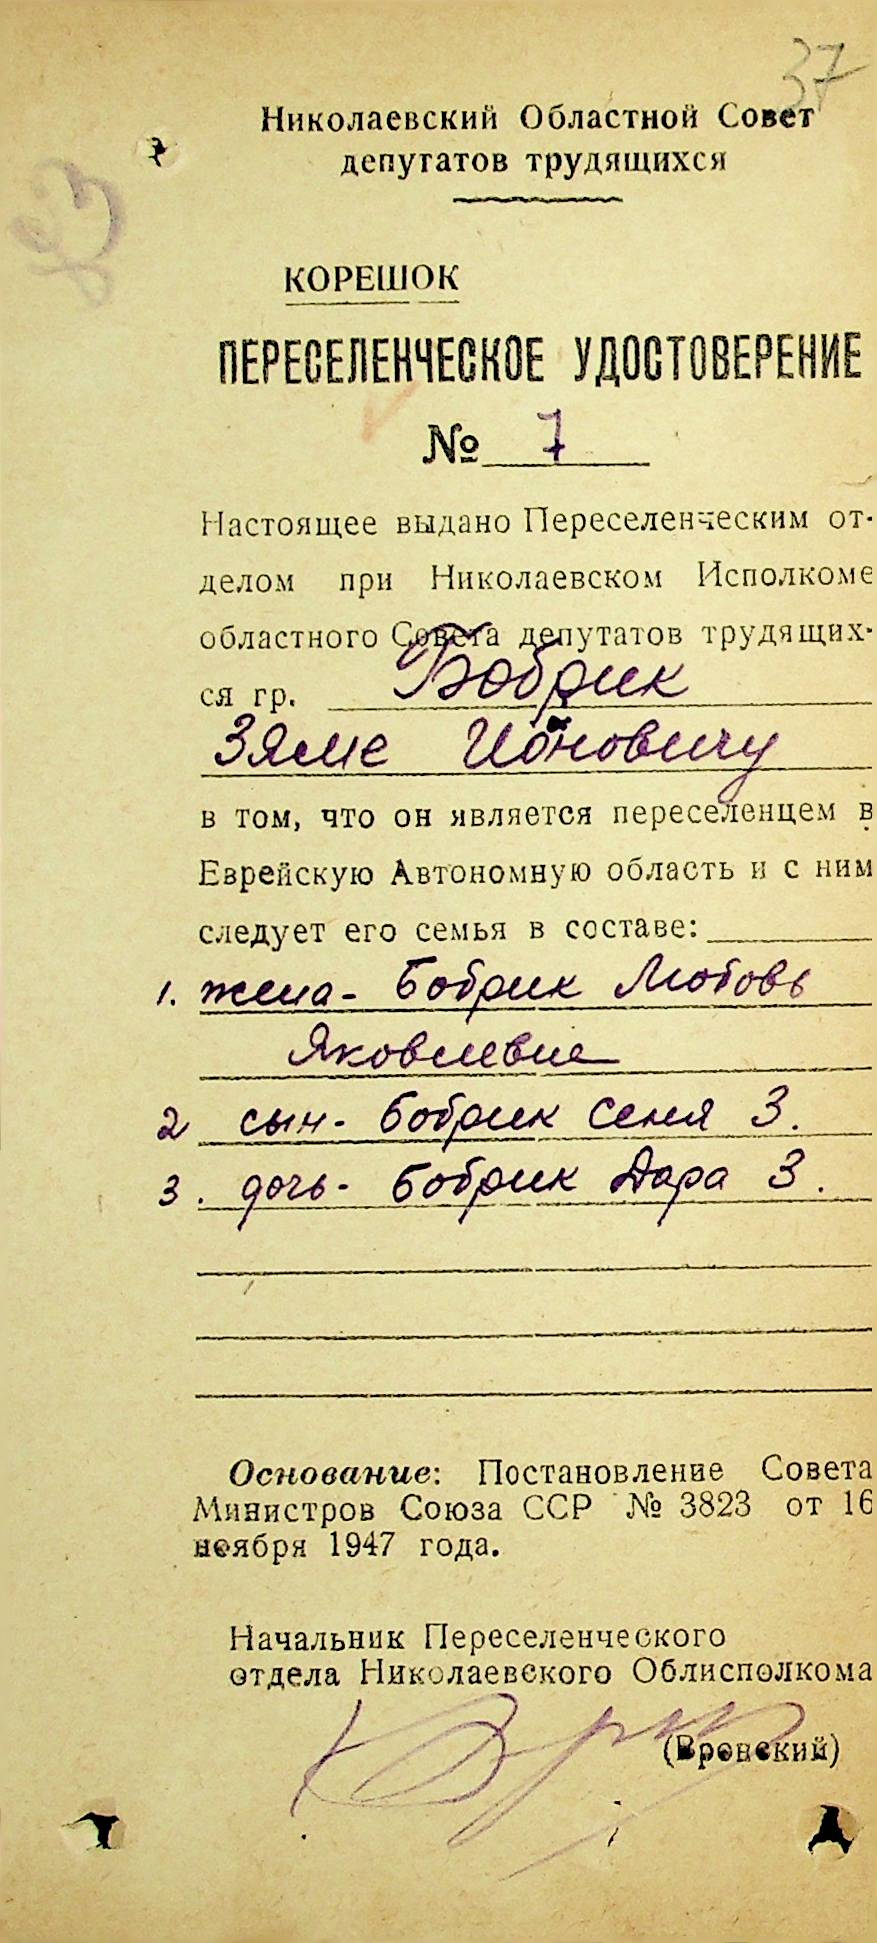 37
Николаевский Областной Совет
депутатов трудящихся
КОРЕШОК
ПЕРЕСЕЛЕНЧЕСКОЕ УДОСТОВЕРЕНИЕ
№ 7
Настоящее выдано Переселенческим от-
делом при Николаевском Исполкоме
областного Совета депутатов трудящих-
ся гр. Бобрик
Зяме Ионовичу
в том, что он является переселенцем в
Еврейскую Автономную область и с ним
следует его семья в составе:
1. жена - Бобрик Любовь
Яковлевне
2 сын - Бобрик Сеня З.
3. дочь - Бобрик Дара З.
Основание: Постановление Совета
Министров Союза ССР № 3823 от 16
ноября 1947 года.
Начальник Переселенческого
отдела Николаевского Облисполкома
(Вровский)